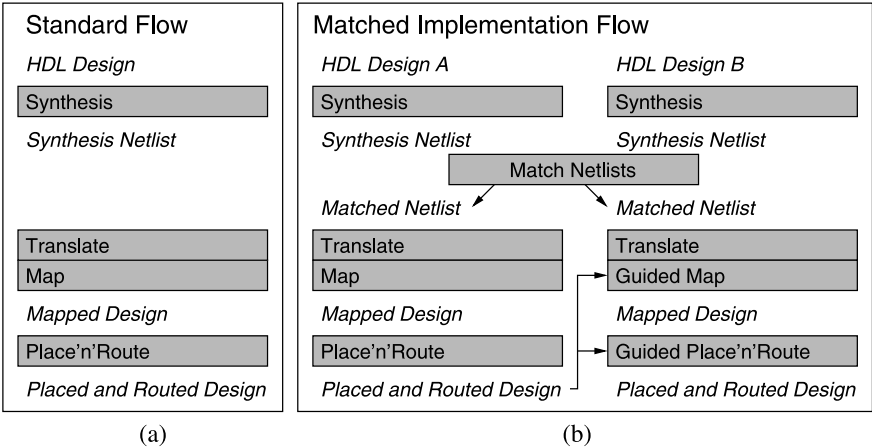 Standard Flow
HDL Design
Synthesis
Synthesis Netlist
Translate
Map
Mapped Design
Place'n'Route
Placed and Routed Design
(a)
Matched Implementation Flow
HDL Design A
HDL Design B
Synthesis
Synthesis
Synthesis Netlist
Synthesis Netlist
Match Netlists
Matched Netlist
Matched Netlist
Translate
Translate
Map
Guided Map
Mapped Design
Mapped Design
Place'n'Route
Guided Place'n'Route
Placed and Routed Design
Placed and Routed Design
(b)